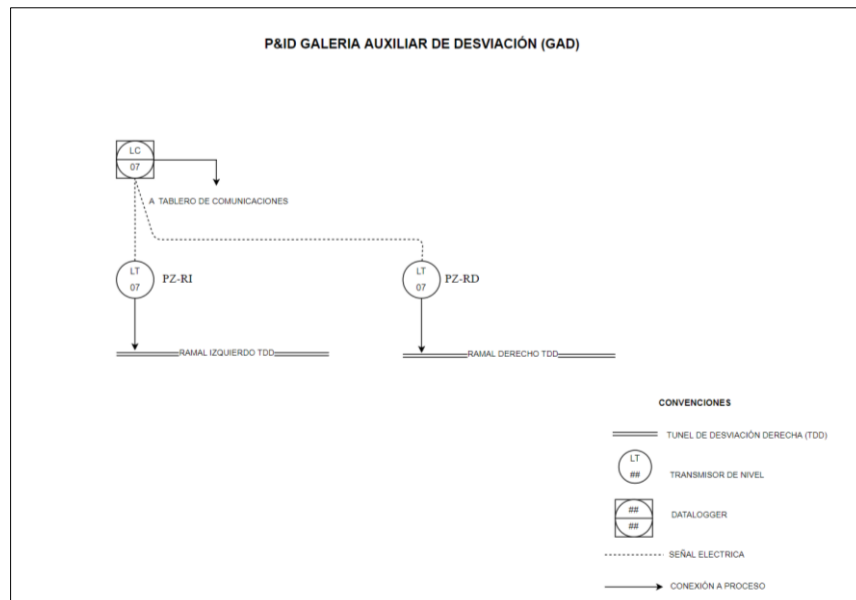 P&ID GALERIA AUXILIAR DE DESVIACIÓN (GAD)
LC
07
A TABLERO DE COMUNICACIONES
LT
07
PZ-RI
LT
07
PZ-RD
RAMAL IZQUIERDO TDD
RAMAL DERECHO TDD
CONVENCIONES
TUNEL DE DESVIACIÓN DERECHA (TDD)
LT
##
TRANSMISOR DE NIVEL
##
##
DATALOGGER
SEÑAL ELECTRICA
CONEXIÓN A PROCESO